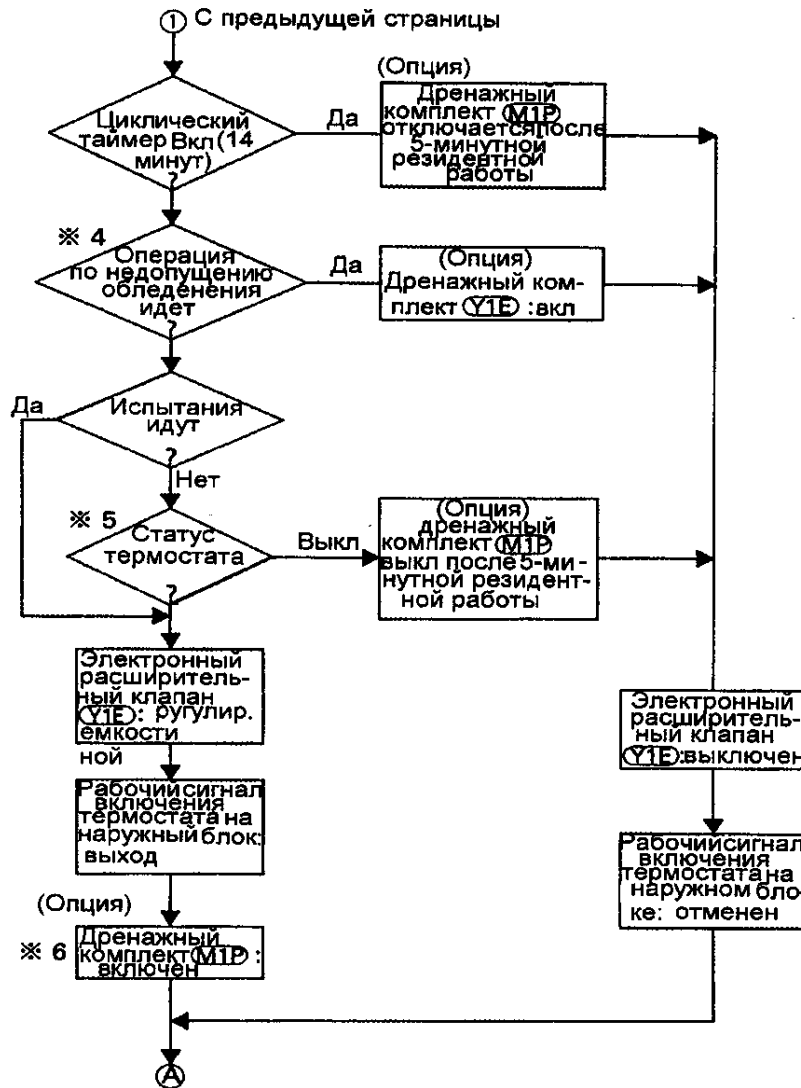 ① С предыдущей страницы
(Опция)
Циклический
таймер Вкл (14
минут)
?
Да
Дренажный
комплект (M1P)
отключается после
5-минутной
резидевтной
работы
※ 4
Операция
по недопущению
обледенения
идет
?
Да
(Опция)
Дренажный ком-
плект (Y1E) :вкл
Да
Испытания
идут
?
Нет
※ 5
Статус
термостата
?
Выкл
(Опция)
дренажный
комплект (M1P)
выкл после 5-ми-
нутной резидент-
ной работы
Электронный
расширитель-
ный клапан
(Y1E): ругулир.
емкости
ной
Электронный
расширитель-
ный клапан
(Y1E):выключен
Рабочий сигнал
включения
термостата на
наружный блок:
выход
Рабочий сигнал
включения
термостата на
наружном бло-
ке: отменен
(Опция)
※ 6
Дренажный
комплект (M1P) :
включен
Ⓐ